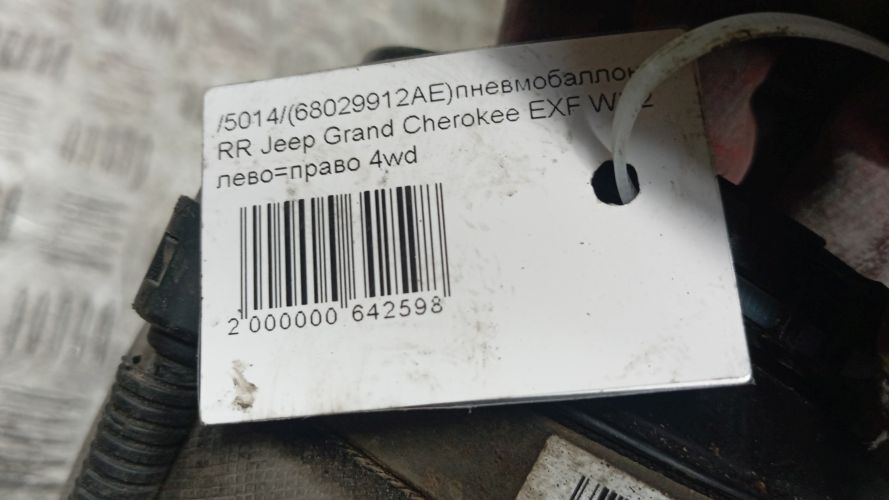 /5014/(68029912AE)пневмобаллон
RR Jeep Grand Cherokee EXF
лево=право 4wd
2 000000 642598